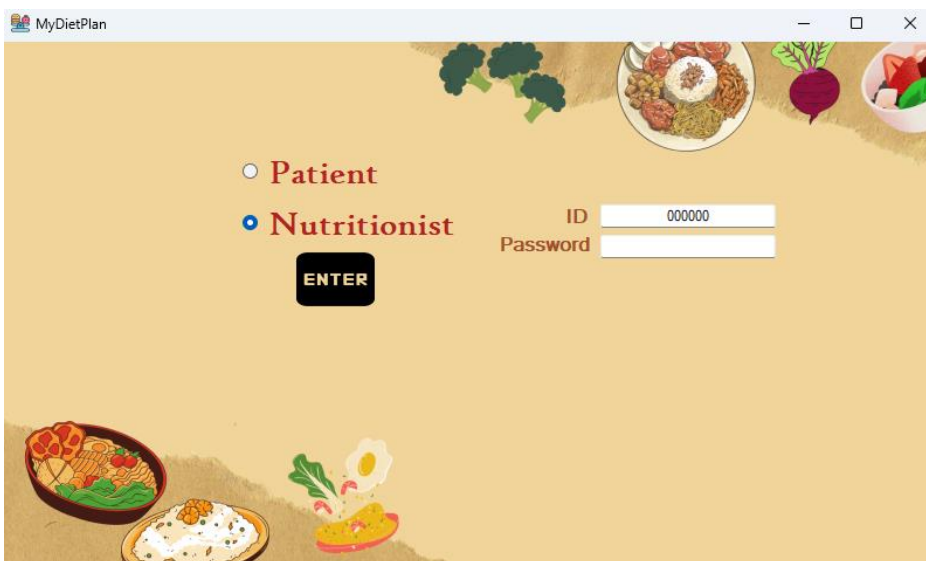 MyDietPlan
Patient
Nutritionist
ENTER
ID 000000
Password